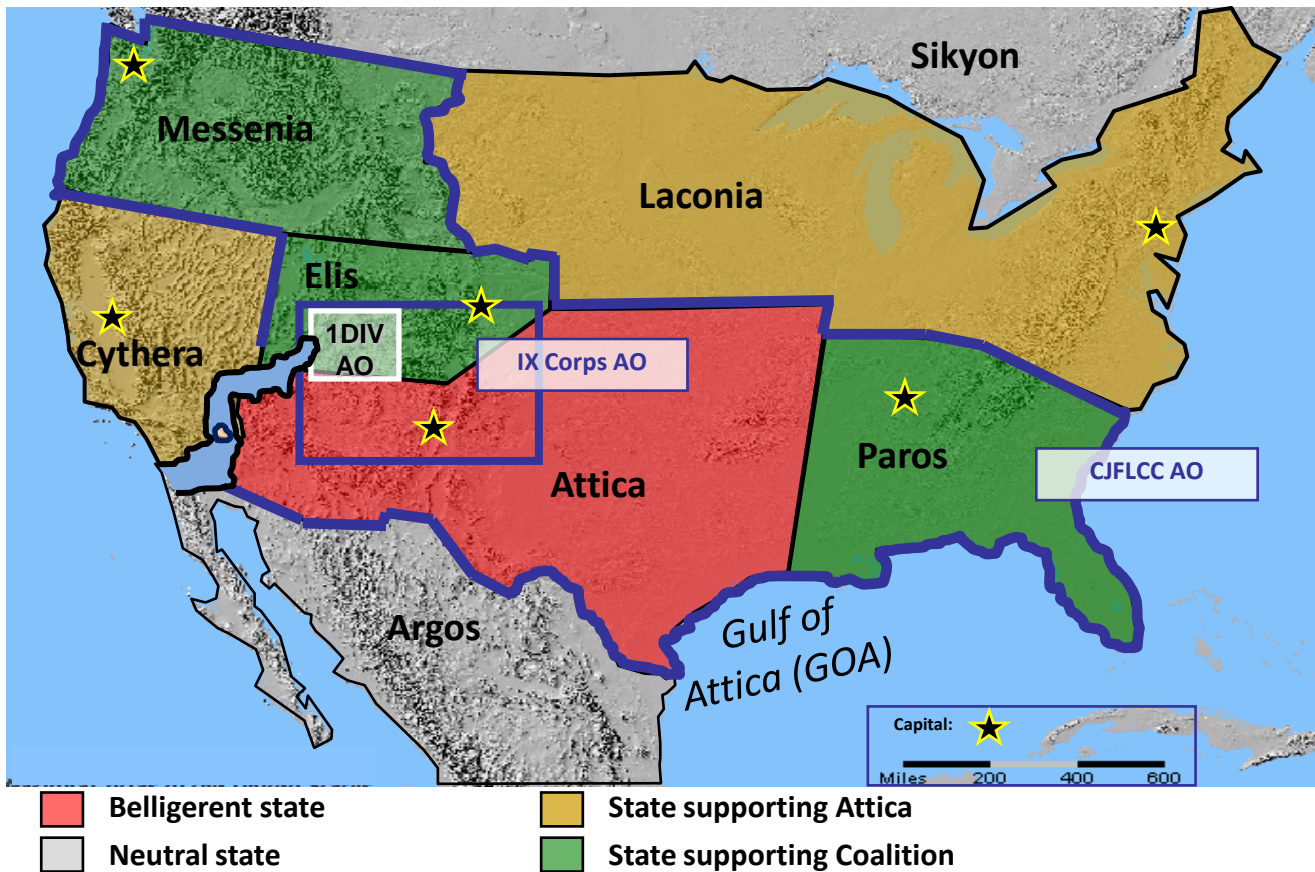 Sikyon
Messenia
Laconia
Elis
1DIV
AO
Cythera
IX Corps AO
Paros
CJFLCC AO
Attica
Argos
Gulf of
Attica (GOA)
Capital:
Miles 200 400 600
Belligerent state
State supporting Attica
Neutral state
State supporting Coalition